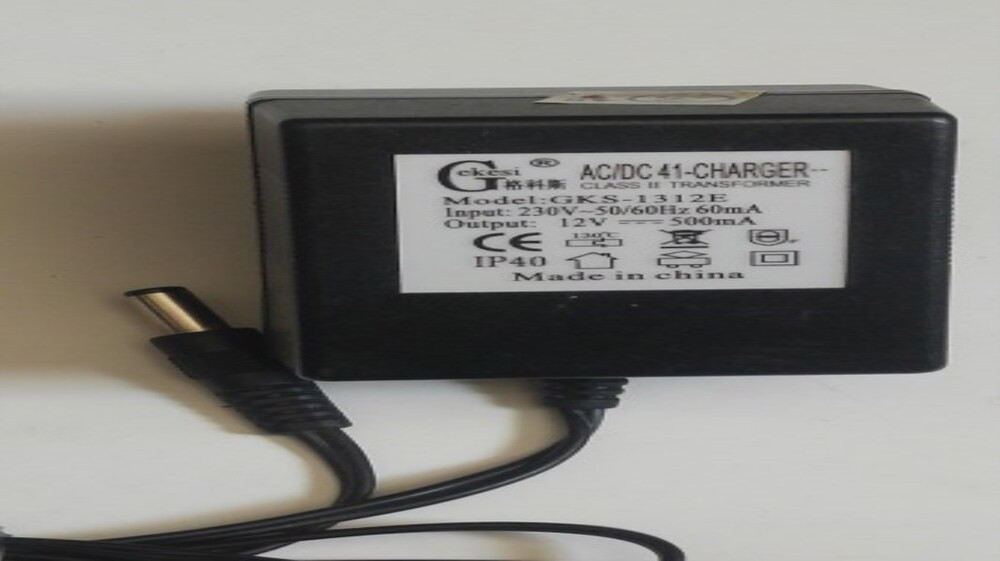 Gekesi ® AC/DC 41-CHARGER--
格科斯 CLASS II TRANSFORMER
Model:GKS-1312E
Input: 230V~50/60Hz 60mA
Output: 12V 500mA
CE 130°C
IP40
Made in china